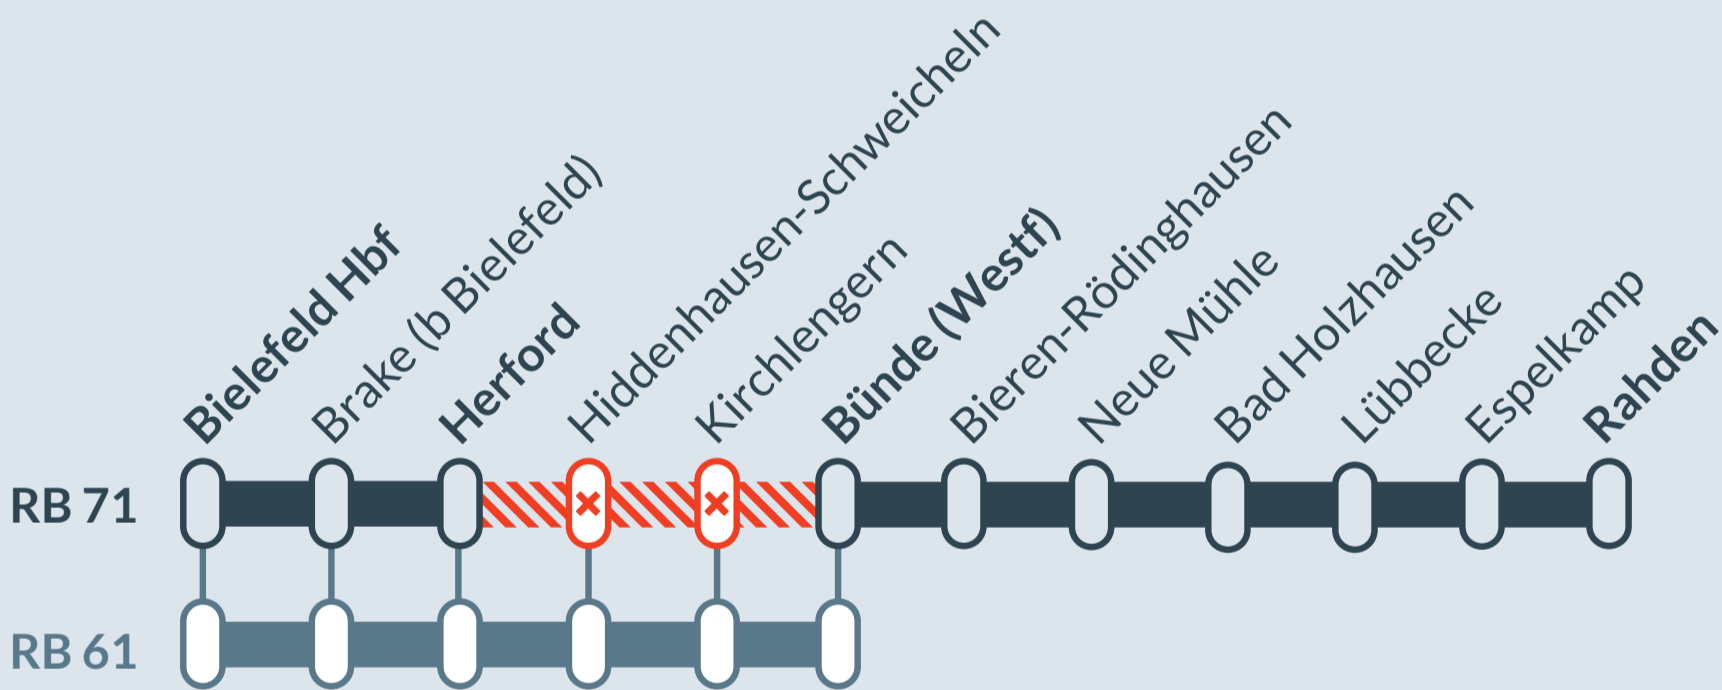 Bielefeld Hbf
Brake (b Bielefeld)
Herford
Hiddenhausen-Schweicheln
Kirchlengern
Bünde (Westf)
Bieren-Rödinghausen
Neue Mühle
Bad Holzhausen
Lübbecke
Espelkamp
Rahden
RB 71
RB 61